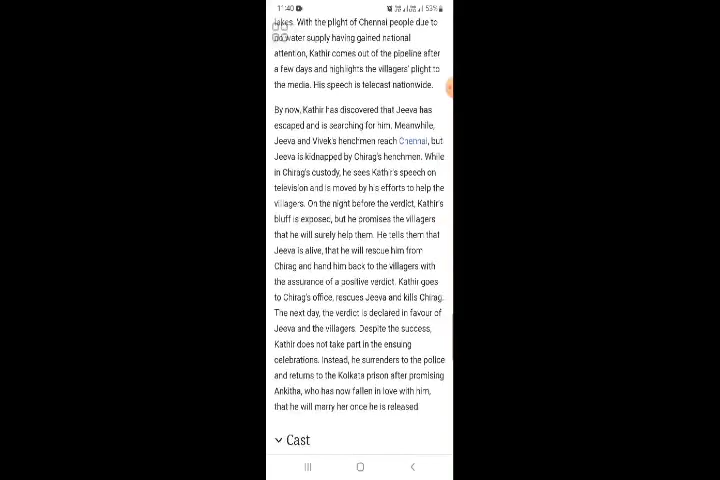 11:40
53%
lakes. With the plight of Chennai people due to
no water supply having gained national
attention, Kathir comes out of the pipeline after
a few days and highlights the villagers' plight to
the media. His speech is telecast nationwide.
By now, Kathir has discovered that Jeeva has
escaped and is searching for him. Meanwhile,
Jeeva and Vivek's henchmen reach Chennai, but
Jeeva is kidnapped by Chirag's henchmen. While
in Chirag's custody, he sees Kathir's speech on
television and is moved by his efforts to help the
villagers. On the night before the verdict, Kathir's
bluff is exposed, but he promises the villagers
that he will surely help them. He tells them that
Jeeva is alive, that he will rescue him from
Chirag and hand him back to the villagers with
the assurance of a positive verdict. Kathir goes
to Chirag's office, rescues Jeeva and kills Chirag.
The next day, the verdict is declared in favour of
Jeeva and the villagers. Despite the success,
Kathir does not take part in the ensuing
celebrations. Instead, he surrenders to the police
and returns to the Kolkata prison after promising
Ankitha, who has now fallen in love with him,
that he will marry her once he is released.
Cast